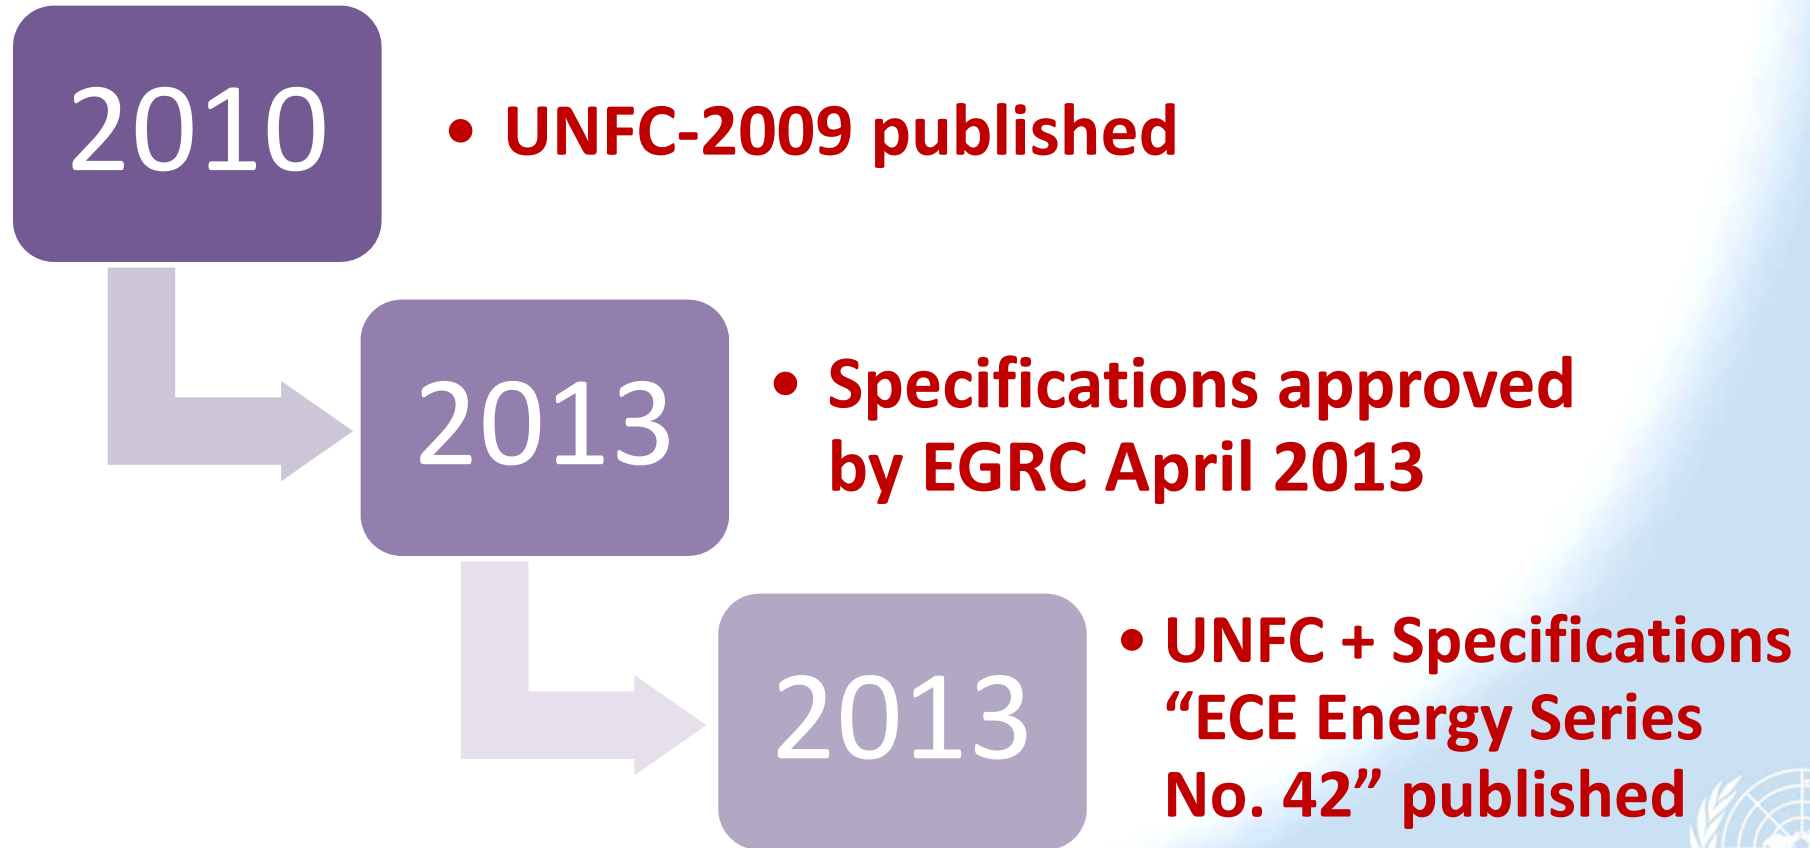 2010
• UNFC-2009 published
2013
• Specifications approved
by EGRC April 2013
2013
• UNFC + Specifications
“ECE Energy Series
No. 42” published